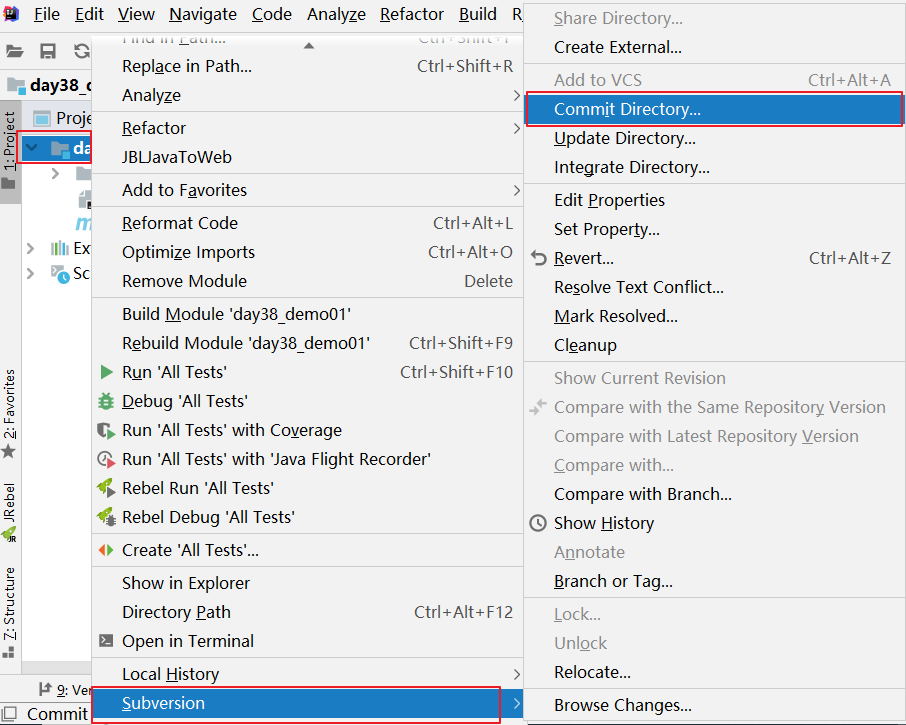 File Edit View Navigate Code Analyze Refactor Build
day38_d
1: Project
Proje
da
m
Ex
Sc
2: Favorites
JRebel
Z: Structure
9: Ver
Commit
Find in Path... Ctrl+Shift+F
Replace in Path... Ctrl+Shift+R
Analyze
Refactor
JBLJavaToWeb
Add to Favorites
Reformat Code Ctrl+Alt+L
Optimize Imports Ctrl+Alt+O
Remove Module Delete
Build Module 'day38_demo01'
Rebuild Module 'day38_demo01' Ctrl+Shift+F9
Run 'All Tests' Ctrl+Shift+F10
Debug 'All Tests'
Run 'All Tests' with Coverage
Run 'All Tests' with 'Java Flight Recorder'
Rebel Run 'All Tests'
Rebel Debug 'All Tests'
Create 'All Tests'...
Show in Explorer
Directory Path Ctrl+Alt+F12
Open in Terminal
Local History
Subversion
Share Directory...
Create External...
Add to VCS Ctrl+Alt+A
Commit Directory...
Update Directory...
Integrate Directory...
Edit Properties
Set Property...
Revert... Ctrl+Alt+Z
Resolve Text Conflict...
Mark Resolved...
Cleanup
Show Current Revision
Compare with the Same Repository Version
Compare with Latest Repository Version
Compare with...
Compare with Branch...
Show History
Annotate
Branch or Tag...
Lock...
Unlock
Relocate...
Browse Changes...